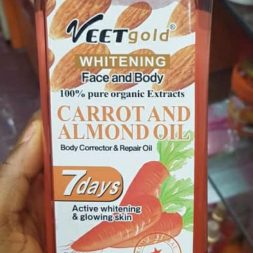 VEETgold®
WHITENING
Face and Body
100% pure organic Extracts
CARROT AND
ALMOND OIL
Body Corrector & Repair Oil
7days
Active whitening
& glowing skin